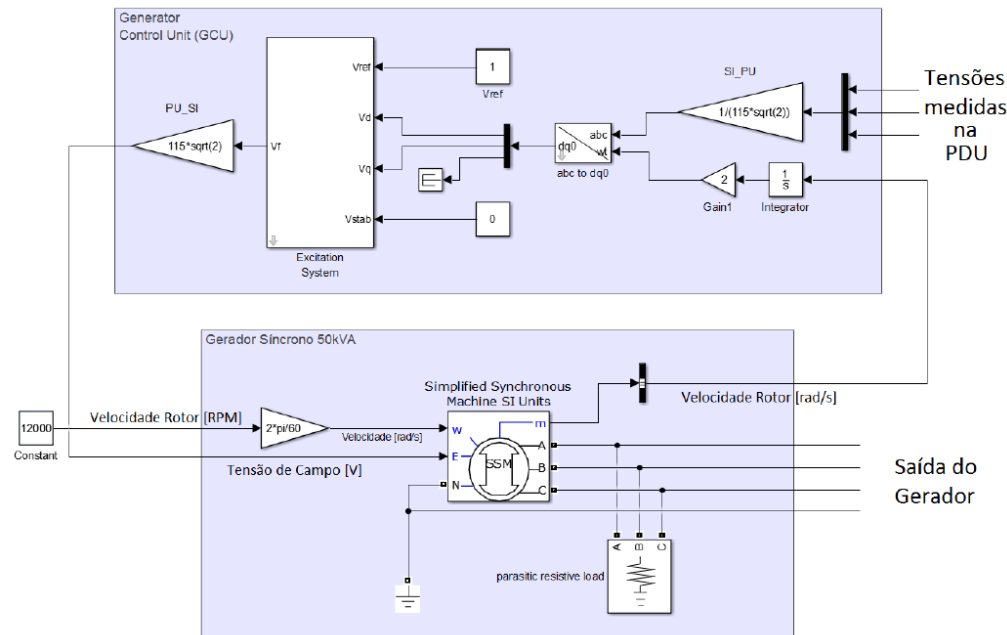 Generator
Control Unit (GCU)
PU_SI
115*sqrt(2)
Vf
Vref
Vd
Vq
Vstab
Excitation
System
1
Vref
0
abc
dq0
wt
abc to dq0
SI_PU
1/(115*sqrt(2))
2
Gain1
1
s
Integrator
Tensões
medidas
na
PDU
Gerador Síncrono 50kVA
12000
Constant
Velocidade Rotor [RPM]
2*pi/60
Velocidade [rad/s]
Tensão de Campo [V]
Simplified Synchronous
Machine SI Units
w
E
N
m
SSM
A
B
C
Velocidade Rotor [rad/s]
Saída do
Gerador
A
B
C
parasitic resistive load